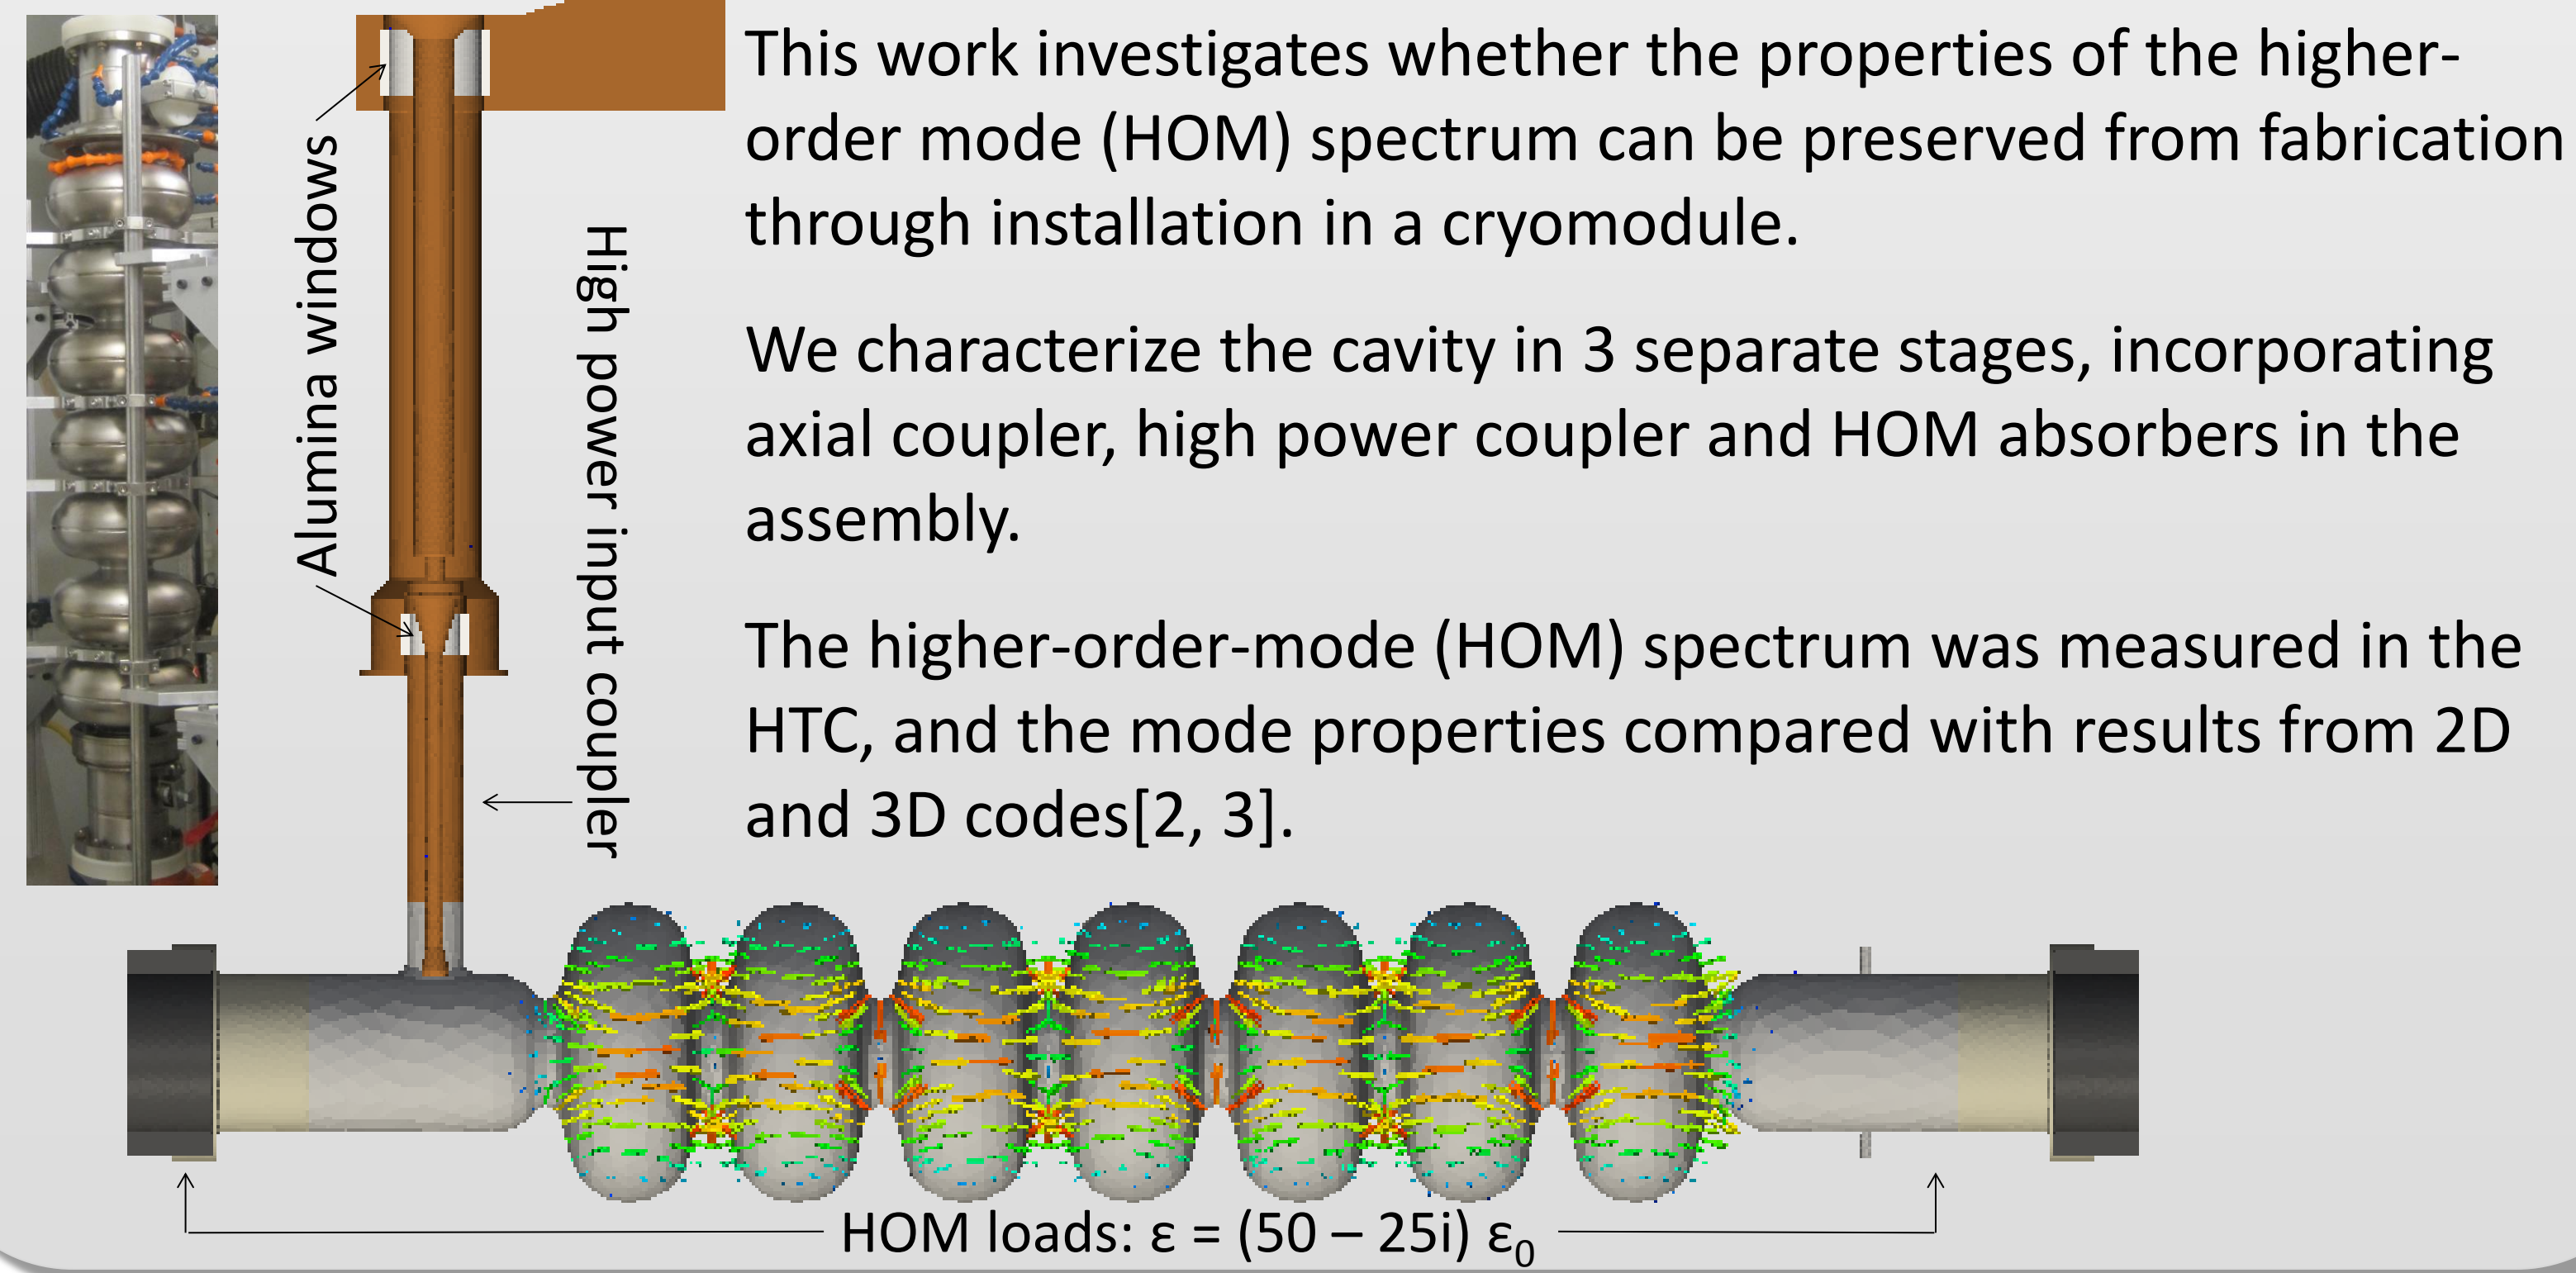 This work investigates whether the properties of the higher-
order mode (HOM) spectrum can be preserved from fabrication
through installation in a cryomodule.
We characterize the cavity in 3 separate stages, incorporating
axial coupler, high power coupler and HOM absorbers in the
assembly.
The higher-order-mode (HOM) spectrum was measured in the
HTC, and the mode properties compared with results from 2D
and 3D codes[2, 3].
Alumina windows
High power input coupler
HOM loads: ε = (50 – 25i) ε₀